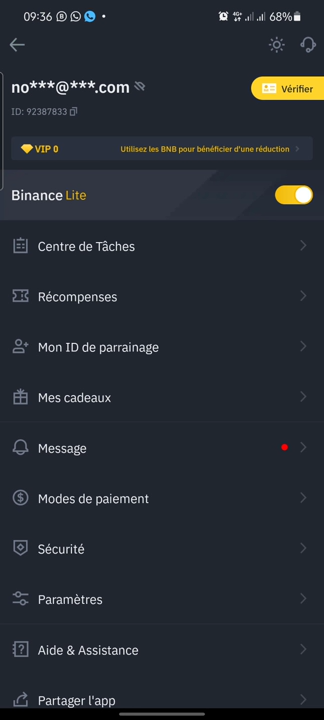 09:36 4G+ 68%
no***@***.com
Vérifier
ID: 92387833
VIP 0 Utilisez les BNB pour bénéficier d'une réduction
Binance Lite
Centre de Tâches
Récompenses
Mon ID de parrainage
Mes cadeaux
Message
Modes de paiement
Sécurité
Paramètres
Aide & Assistance
Partager l'app